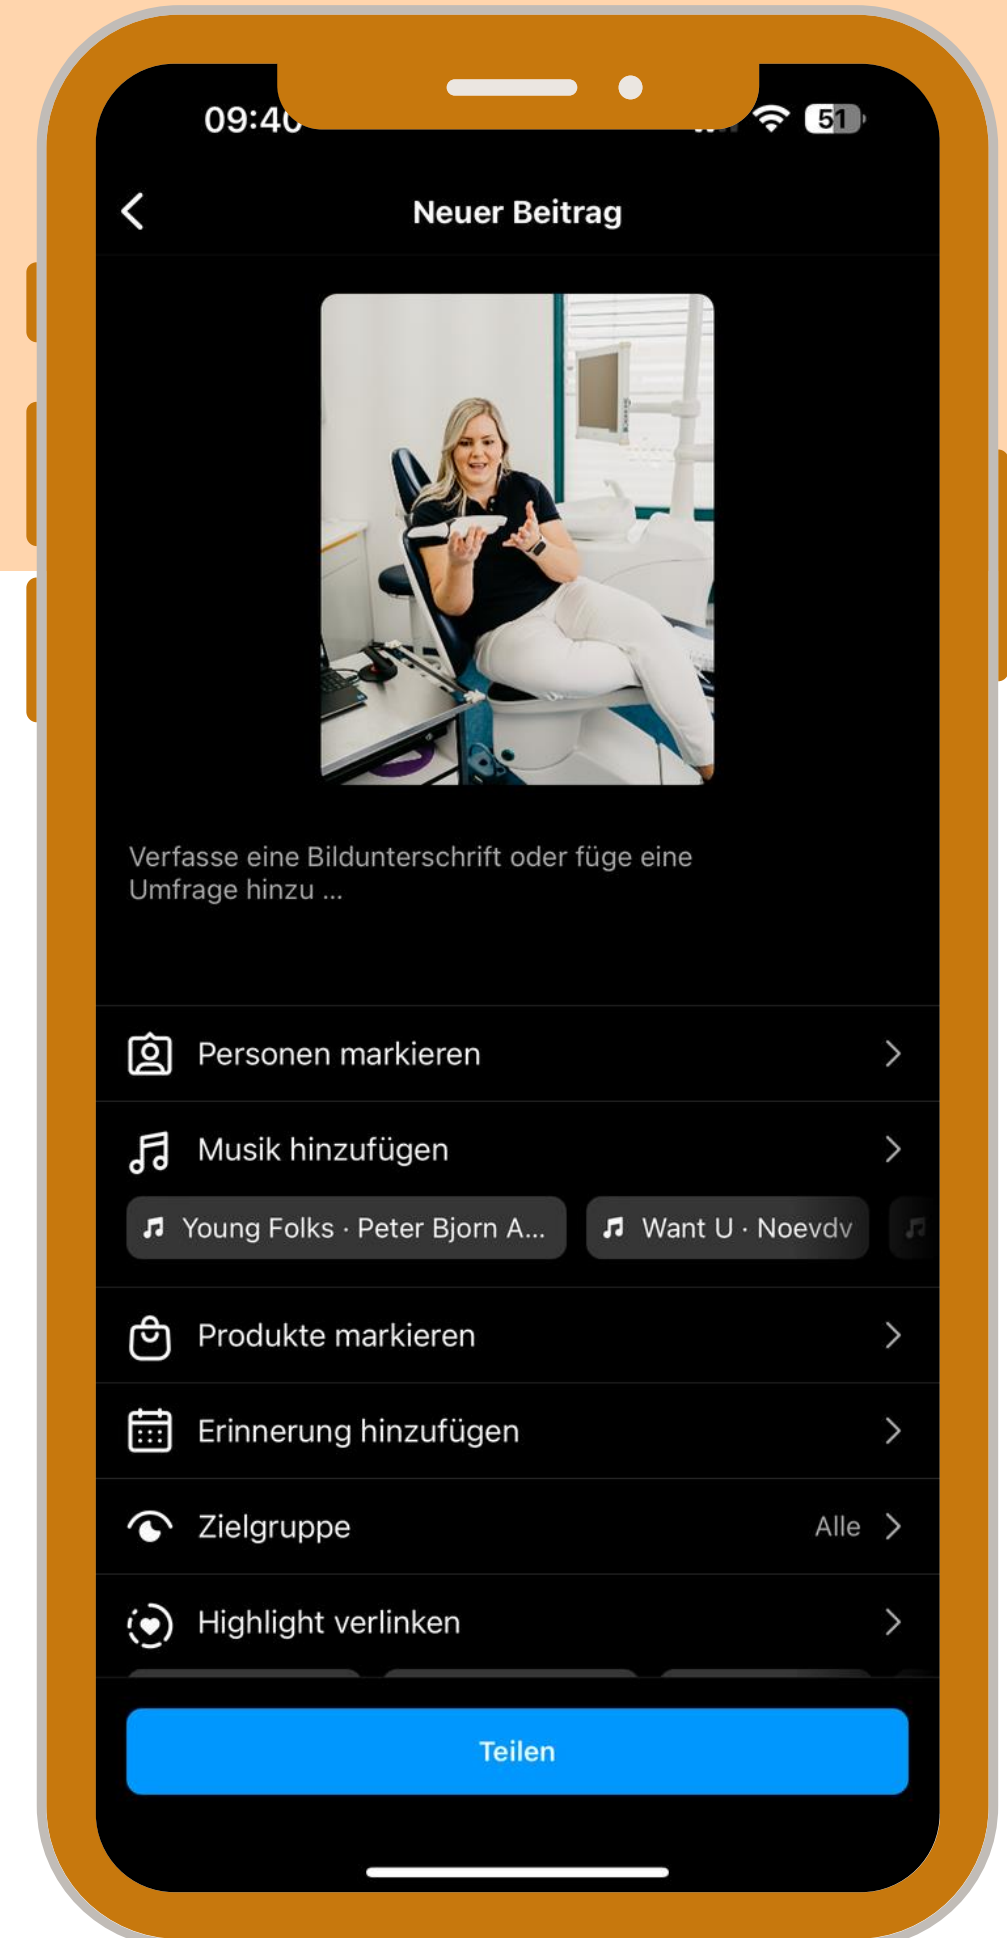 09:40
51
Neuer Beitrag
Verfasse eine Bildunterschrift oder füge eine
Umfrage hinzu ...
Personen markieren
Musik hinzufügen
Young Folks · Peter Bjorn A...
Want U · Noevdv
Produkte markieren
Erinnerung hinzufügen
Zielgruppe
Alle
Highlight verlinken
Teilen